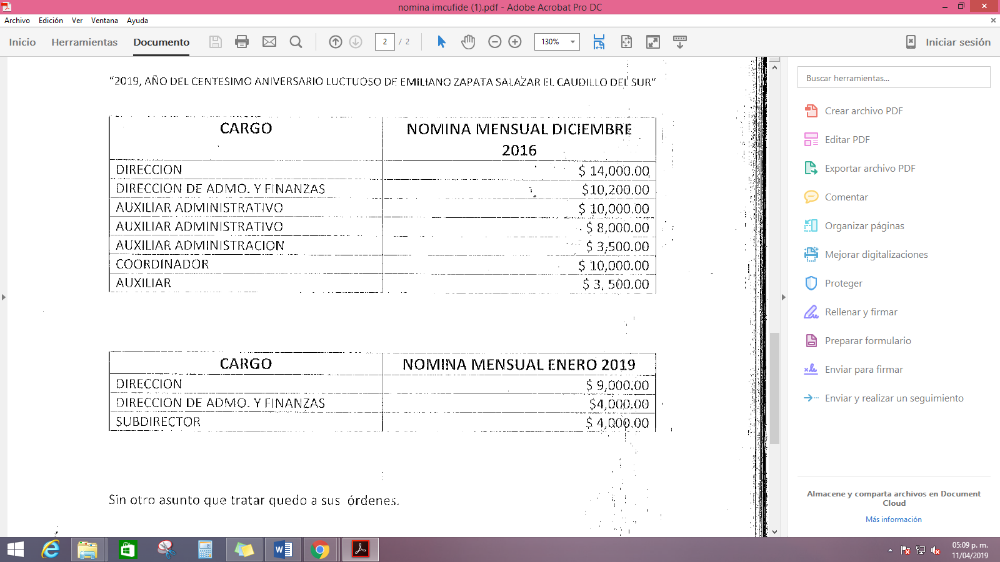 nomina imcufide (1).pdf - Adobe Acrobat Pro DC
Archivo Edición Ver Ventana Ayuda
Inicio Herramientas Documento 2 / 2 130% Iniciar sesión
"2019, AÑO DEL CENTESIMO ANIVERSARIO LUCTUOSO DE EMILIANO ZAPATA SALAZAR EL CAUDILLO DEL SUR"
CARGO NOMINA MENSUAL DICIEMBRE 2016
DIRECCION $ 14,000.00
DIRECCION DE ADMO. Y FINANZAS $10,200.00
AUXILIAR ADMINISTRATIVO $ 10,000.00
AUXILIAR ADMINISTRATIVO $ 8,000.00
AUXILIAR ADMINISTRACION $ 3,500.00
COORDINADOR $ 10,000.00
AUXILIAR $ 3, 500.00
CARGO NOMINA MENSUAL ENERO 2019
DIRECCION $ 9,000.00
DIRECCION DE ADMO. Y FINANZAS $4,000.00
SUBDIRECTOR $ 4,000.00
Sin otro asunto que tratar quedo a sus órdenes.
Buscar herramientas...
Crear archivo PDF
Editar PDF
Exportar archivo PDF
Comentar
Organizar páginas
Mejorar digitalizaciones
Proteger
Rellenar y firmar
Preparar formulario
Enviar para firmar
Enviar y realizar un seguimiento
Almacene y comparta archivos en Document
Cloud
Más información
05:09 p. m.
11/04/2019